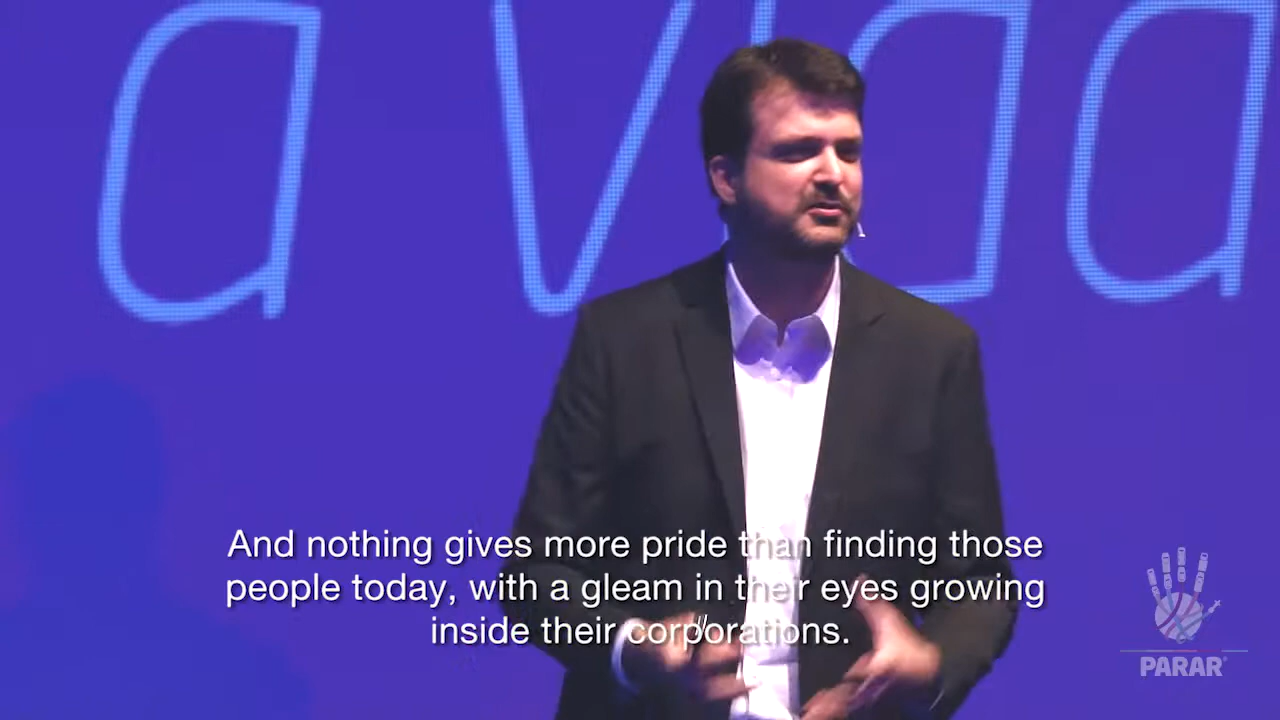 a vida a
And nothing gives more pride than finding those
people today, with a gleam in their eyes growing
inside their corporations.
PARAR®